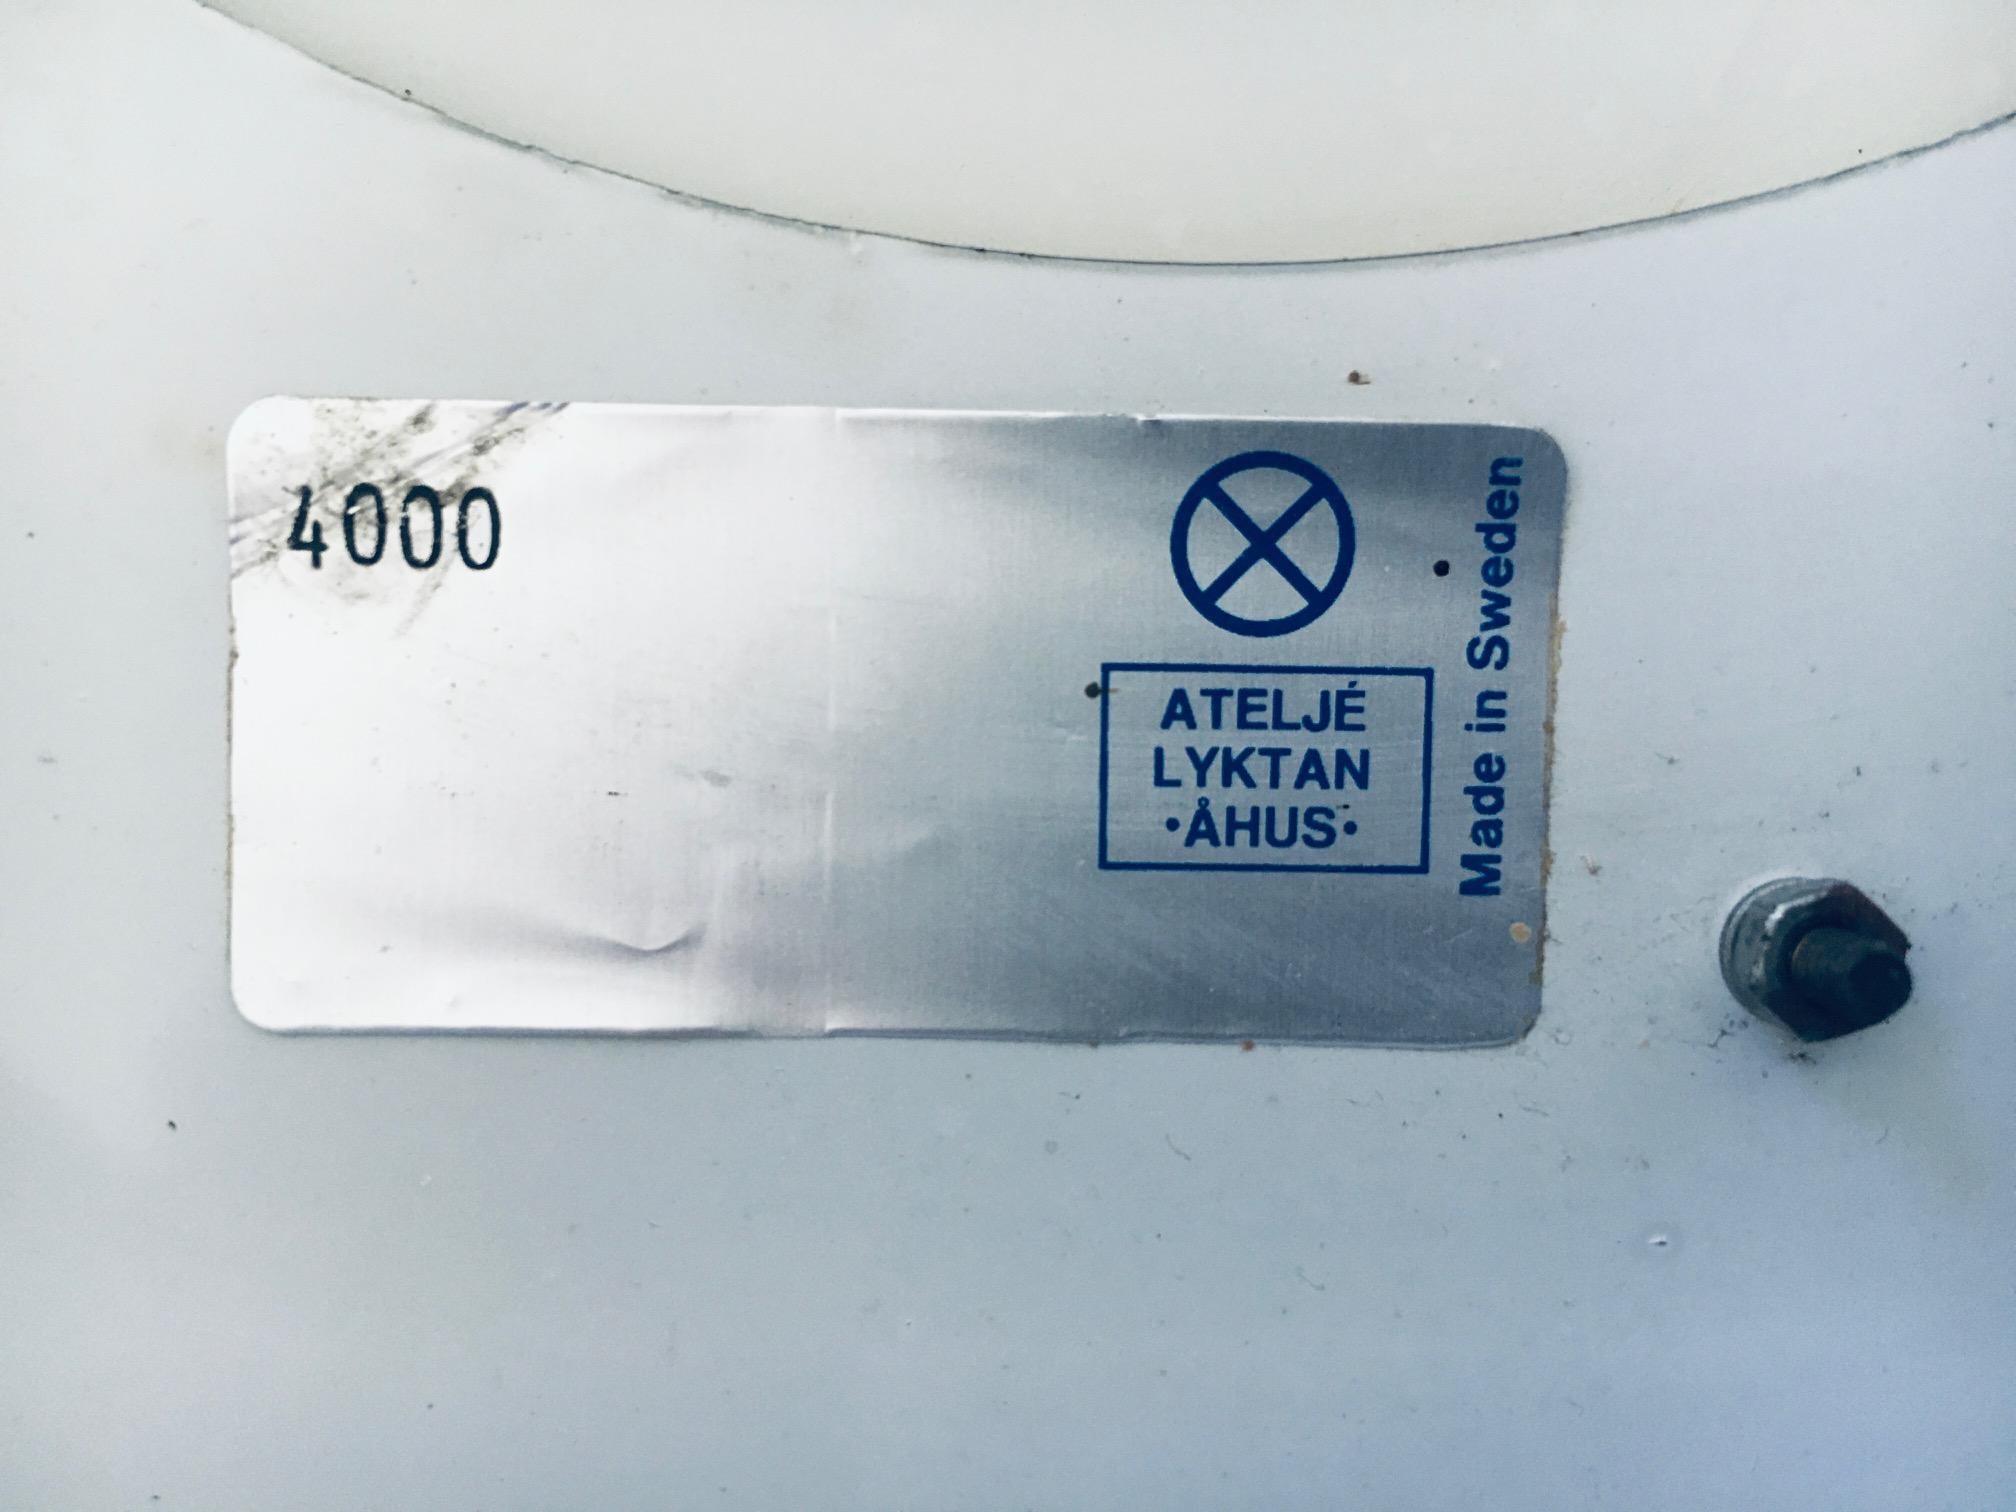 4000
ATELJÉ
LYKTAN
•ÅHUS•
Made in Sweden